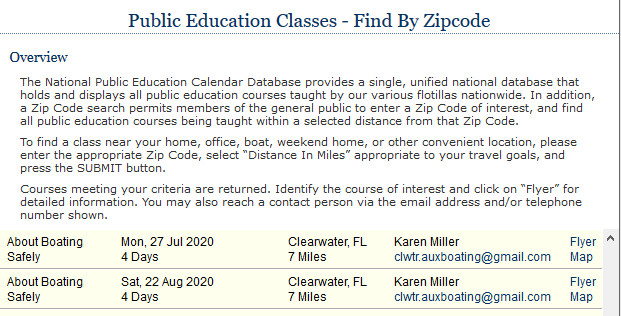 Public Education Classes - Find By Zipcode
Overview
The National Public Education Calendar Database provides a single, unified national database that
holds and displays all public education courses taught by our various flotillas nationwide. In addition,
a Zip Code search permits members of the general public to enter a Zip Code of interest, and find
all public education courses being taught within a selected distance from that Zip Code.
To find a class near your home, office, boat, weekend home, or other convenient location, please
enter the appropriate Zip Code, select “Distance In Miles” appropriate to your travel goals, and
press the SUBMIT button.
Courses meeting your criteria are returned. Identify the course of interest and click on “Flyer” for
detailed information. You may also reach a contact person via the email address and/or telephone
number shown.
About Boating Mon, 27 Jul 2020 Clearwater, FL Karen Miller Flyer
Safely 4 Days 7 Miles clwtr.auxboating@gmail.com Map
About Boating Sat, 22 Aug 2020 Clearwater, FL Karen Miller Flyer
Safely 4 Days 7 Miles clwtr.auxboating@gmail.com Map